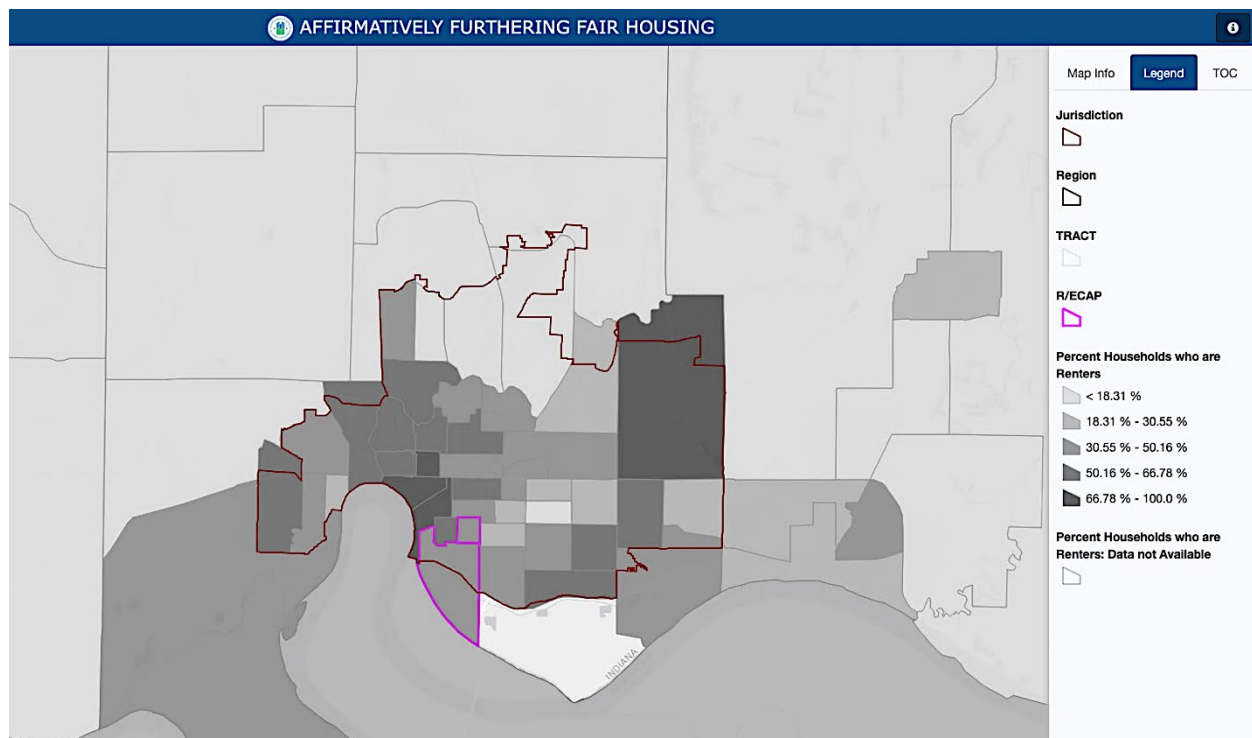 AFFIRMATIVELY FURTHERING FAIR HOUSING
Map Info
Legend
TOC
Jurisdiction
Region
TRACT
R/ECAP
Percent Households who are
Renters
< 18.31 %
18.31 % - 30.55 %
30.55 % - 50.16 %
50.16 % - 66.78 %
66.78 % - 100.0 %
Percent Households who are
Renters: Data not Available
INDIANA